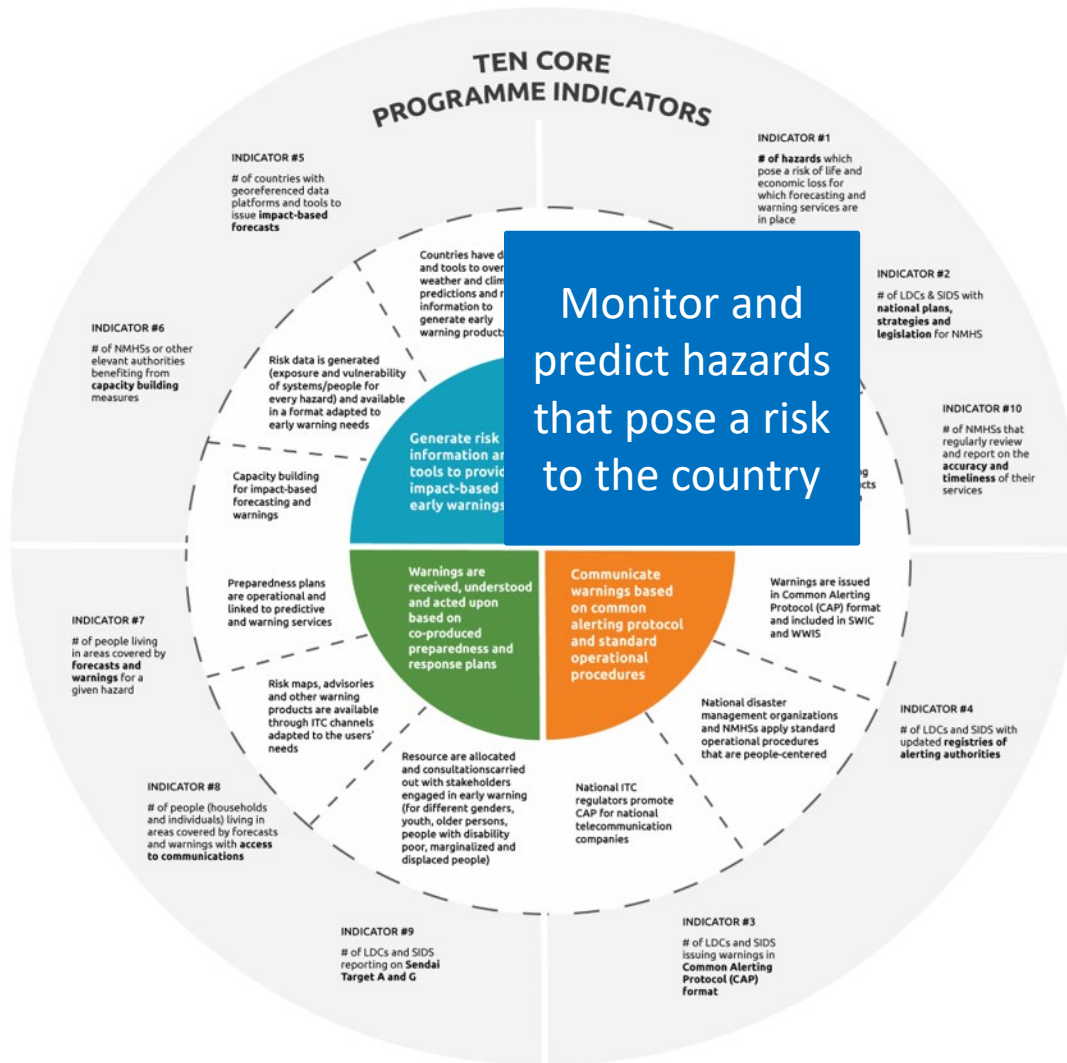 TEN CORE
PROGRAMME INDICATORS
INDICATOR #5
# of countries with
georeferenced data
platforms and tools to
issue impact-based
forecasts
INDICATOR #1
# of hazards which
pose a risk of life and
economic loss for
which forecasting and
warning services are
in place
INDICATOR #6
# of NMHSs or other
elevant authorities
benefiting from
capacity building
measures
INDICATOR #2
# of LDCs & SIDS with
national plans,
strategies and
legislation for NMHS
INDICATOR #10
# of NMHSs that
regularly review
and report on the
accuracy and
timeliness of their
services
Countries have
and tools to
weather and
predictions and
information to
generate early
warning products
Risk data is generated
(exposure and vulnerability
of systems/people for
every hazard) and available
in a format adapted to
early warning needs
Capacity building
for impact-based
forecasting and
warnings
Generate risk
information
tools to
impact-based
early warnings
Monitor and
predict hazards
that pose a risk
to the country
Warnings are
received, understood
and acted upon
based on
co-produced
preparedness and
response plans
Communicate
warnings based
on common
alerting protocol
and standard
operational
procedures
Preparedness plans
are operational and
linked to predictive
and warning services
Risk maps, advisories
and other warning
products are available
through ITC channels
adapted to the users'
needs
Resource are allocated
and consultationscarried
out with stakeholders
engaged in early warning
(for different genders,
youth, older persons,
people with disability
poor, marginalized and
displaced people)
National ITC
regulators promote
CAP for national
telecommunication
companies
National disaster
management organizations
and NMHSs apply standard
operational procedures
that are people-centered
Warnings are issued
in Common Alerting
Protocol (CAP) format
and included in SWIC
and WWIS
INDICATOR #7
# of people living
in areas covered by
forecasts and
warnings for a
given hazard
INDICATOR #8
# of people (households
and individuals) living in
areas covered by forecasts
and warnings with access
to communications
INDICATOR #9
# of LDCs and SIDS
reporting on Sendai
Target A and G
INDICATOR #3
# of LDCs and SIDS
issuing warnings in
Common Alerting
Protocol (CAP)
format
INDICATOR #4
# of LDCs and SIDS with
updated registries of
alerting authorities